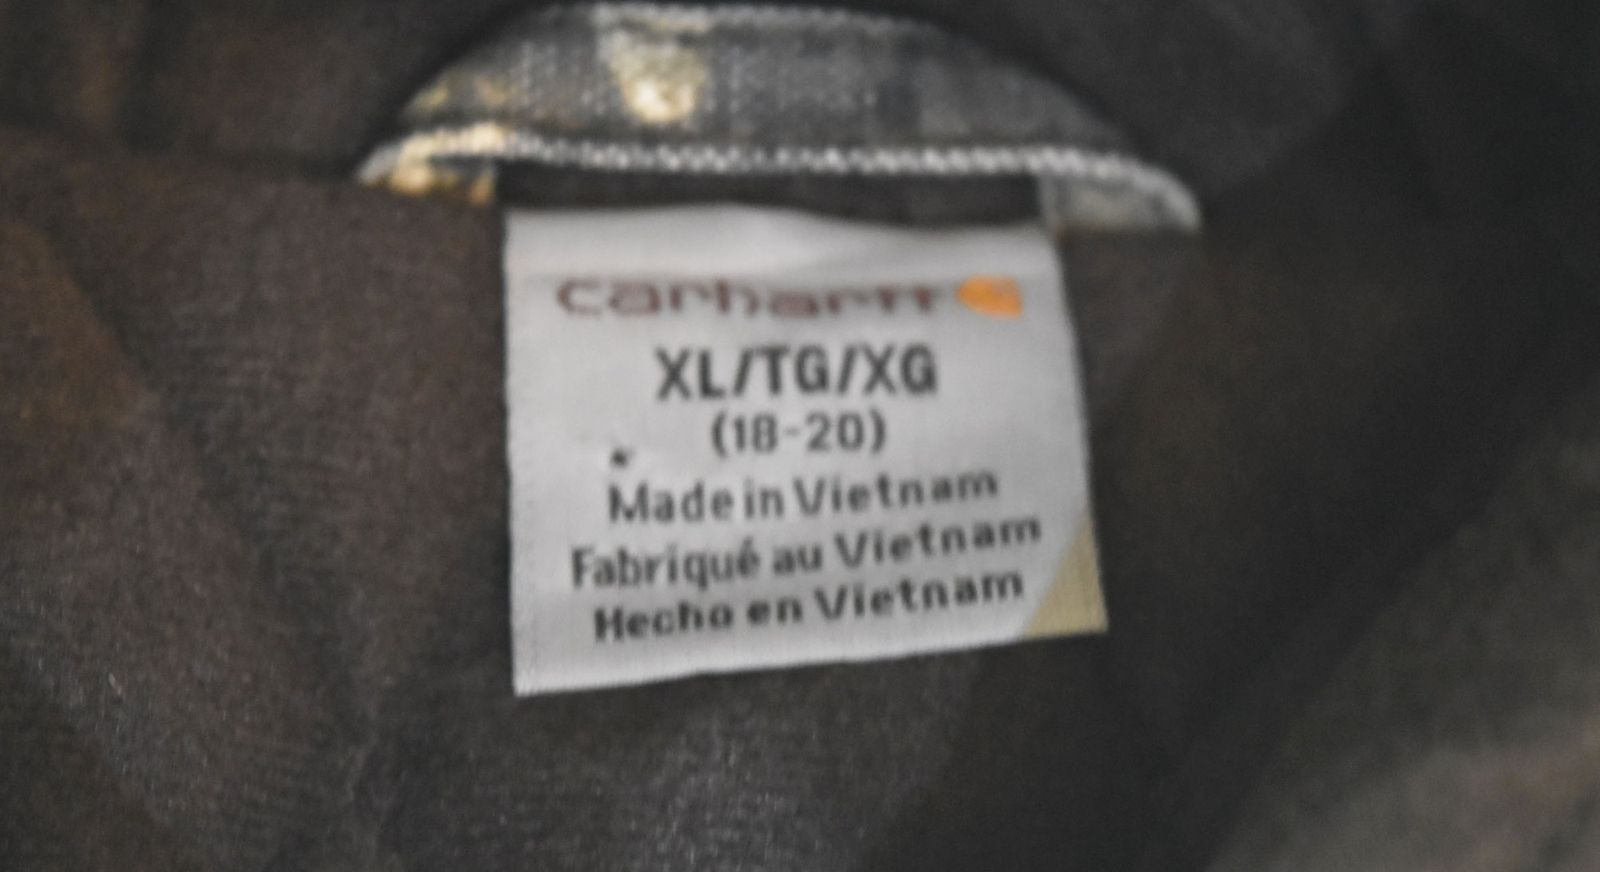 carhartt
XL/TG/XG
(18-20)
Made in Vietnam
Fabriqué au Vietnam
Hecho en Vietnam